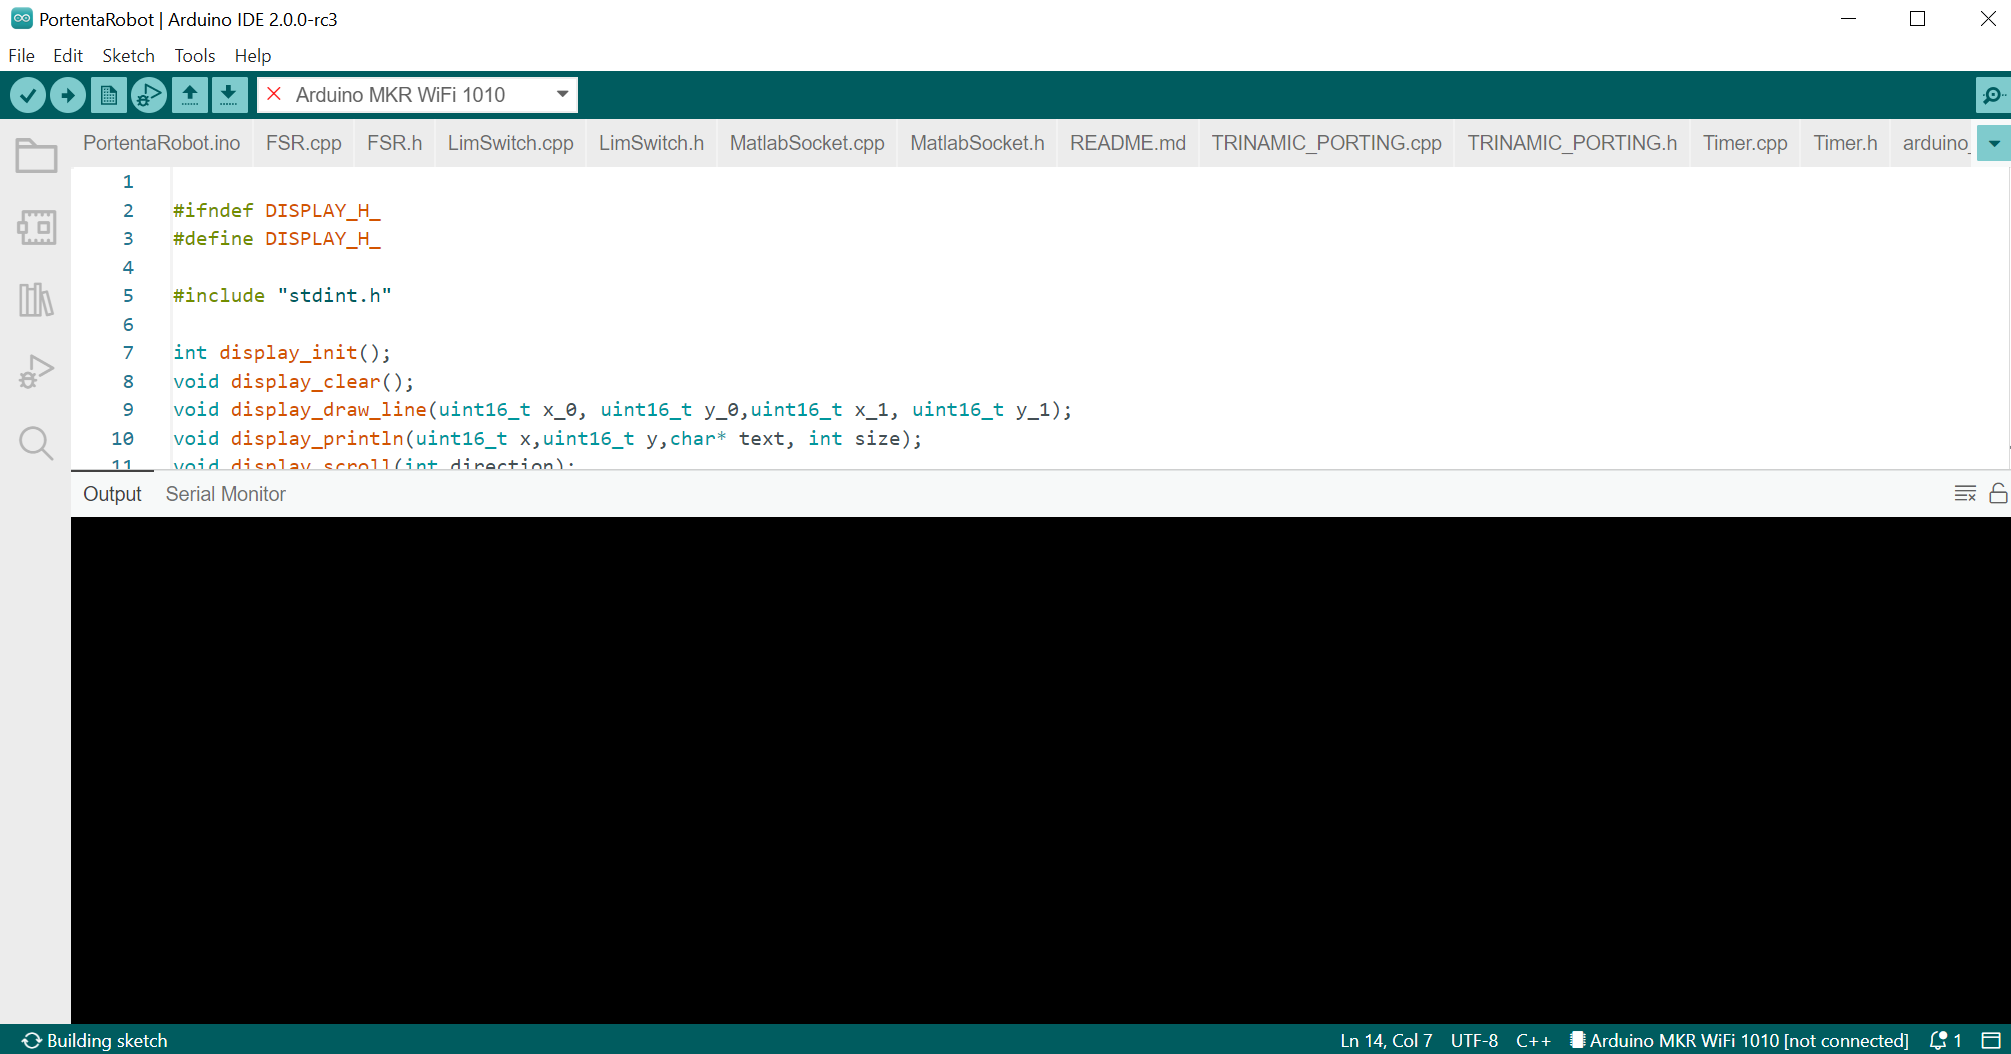 PortentaRobot | Arduino IDE 2.0.0-rc3
File Edit Sketch Tools Help
Arduino MKR WiFi 1010
PortentaRobot.ino FSR.cpp FSR.h LimSwitch.cpp LimSwitch.h MatlabSocket.cpp MatlabSocket.h README.md TRINAMIC_PORTING.cpp TRINAMIC_PORTING.h Timer.cpp Timer.h arduino_
1
2 #ifndef DISPLAY_H_
3 #define DISPLAY_H_
4
5 #include "stdint.h"
6
7 int display_init();
8 void display_clear();
9 void display_draw_line(uint16_t x_0, uint16_t y_0,uint16_t x_1, uint16_t y_1);
10 void display_println(uint16_t x,uint16_t y,char* text, int size);
11 void display_scroll(int direction);
Output Serial Monitor
Building sketch Ln 14, Col 7 UTF-8 C++ Arduino MKR WiFi 1010 [not connected] 1